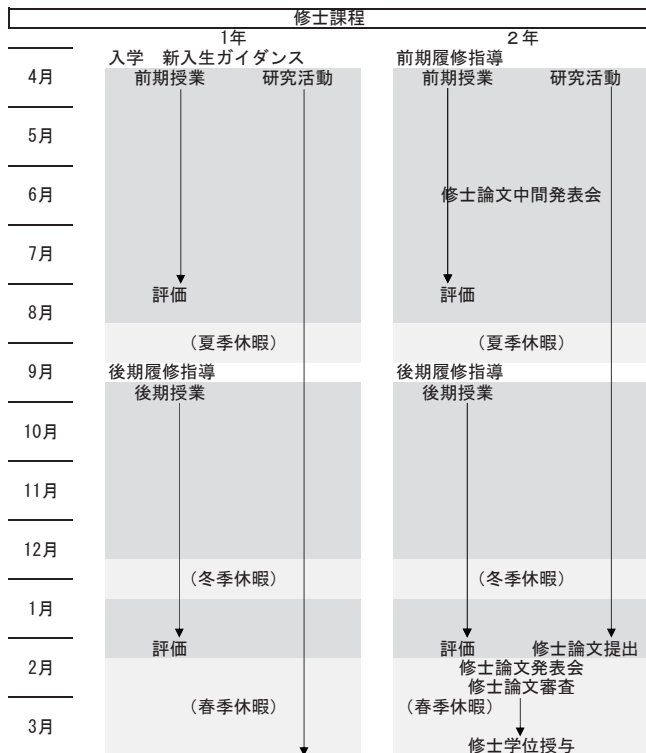 修士課程
1年 2年
入学 新入生ガイダンス 前期履修指導
4月 前期授業 研究活動 前期授業 研究活動
5月
6月 修士論文中間発表会
7月
評価 評価
8月
（夏季休暇） （夏季休暇）
9月 後期履修指導 後期履修指導
後期授業 後期授業
10月
11月
12月
（冬季休暇） （冬季休暇）
1月
評価 評価 修士論文提出
2月 修士論文発表会
修士論文審査
（春季休暇） （春季休暇）
3月
修士学位授与